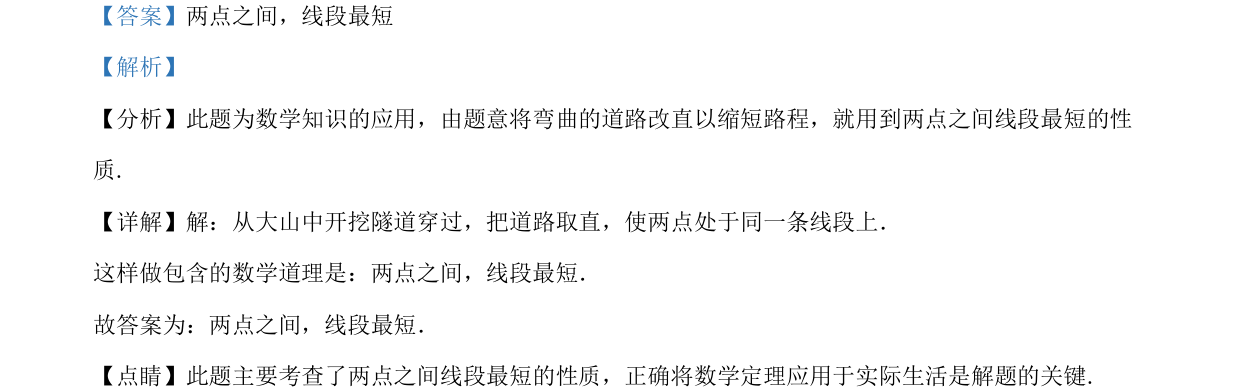 【答案】两点之间，线段最短
【解析】
【分析】此题为数学知识的应用，由题意将弯曲的道路改直以缩短路程，就用到两点之间线段最短的性
质.
【详解】解：从大山中开挖隧道穿过，把道路取直，使两点处于同一条线段上．
这样做包含的数学道理是：两点之间，线段最短．
故答案为：两点之间，线段最短．
【点睛】此题主要考查了两点之间线段最短的性质，正确将数学定理应用于实际生活是解题的关键.